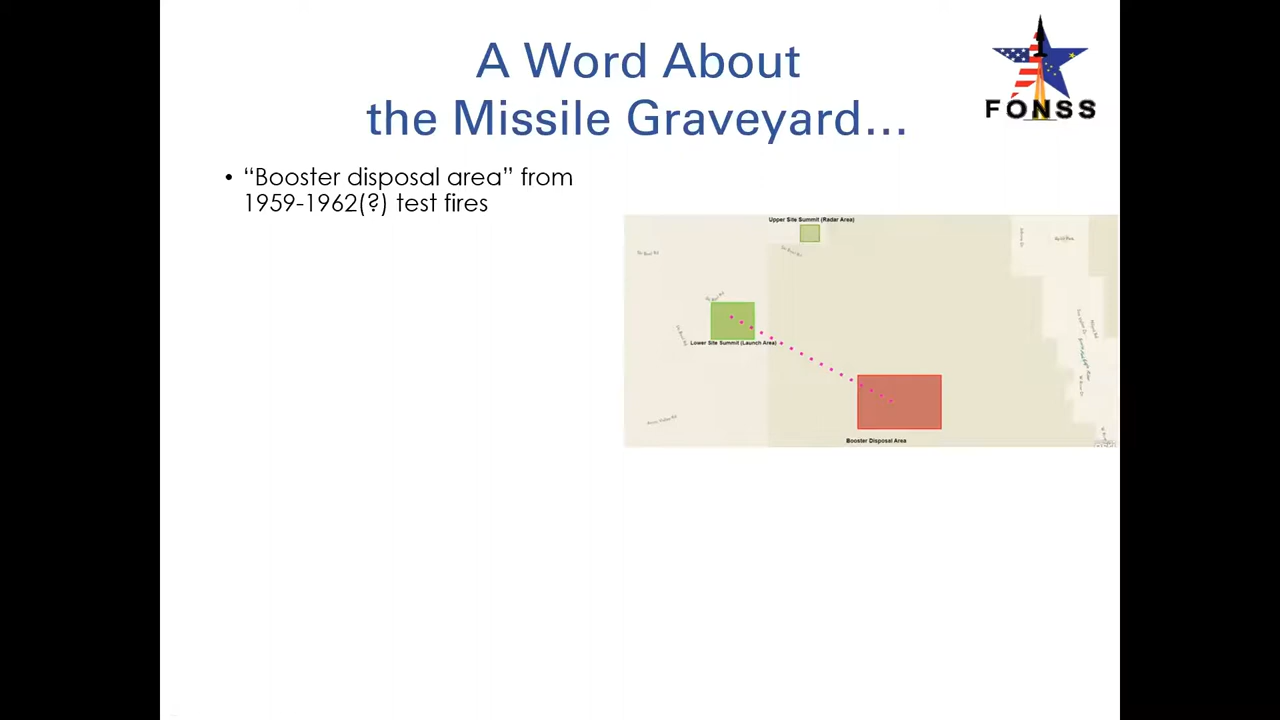 A Word About
the Missile Graveyard...
FONSS
• “Booster disposal area” from
1959-1962(?) test fires
Upper Site Summit (Radar Area)
Lower Site Summit (Launch Area)
Booster Disposal Area